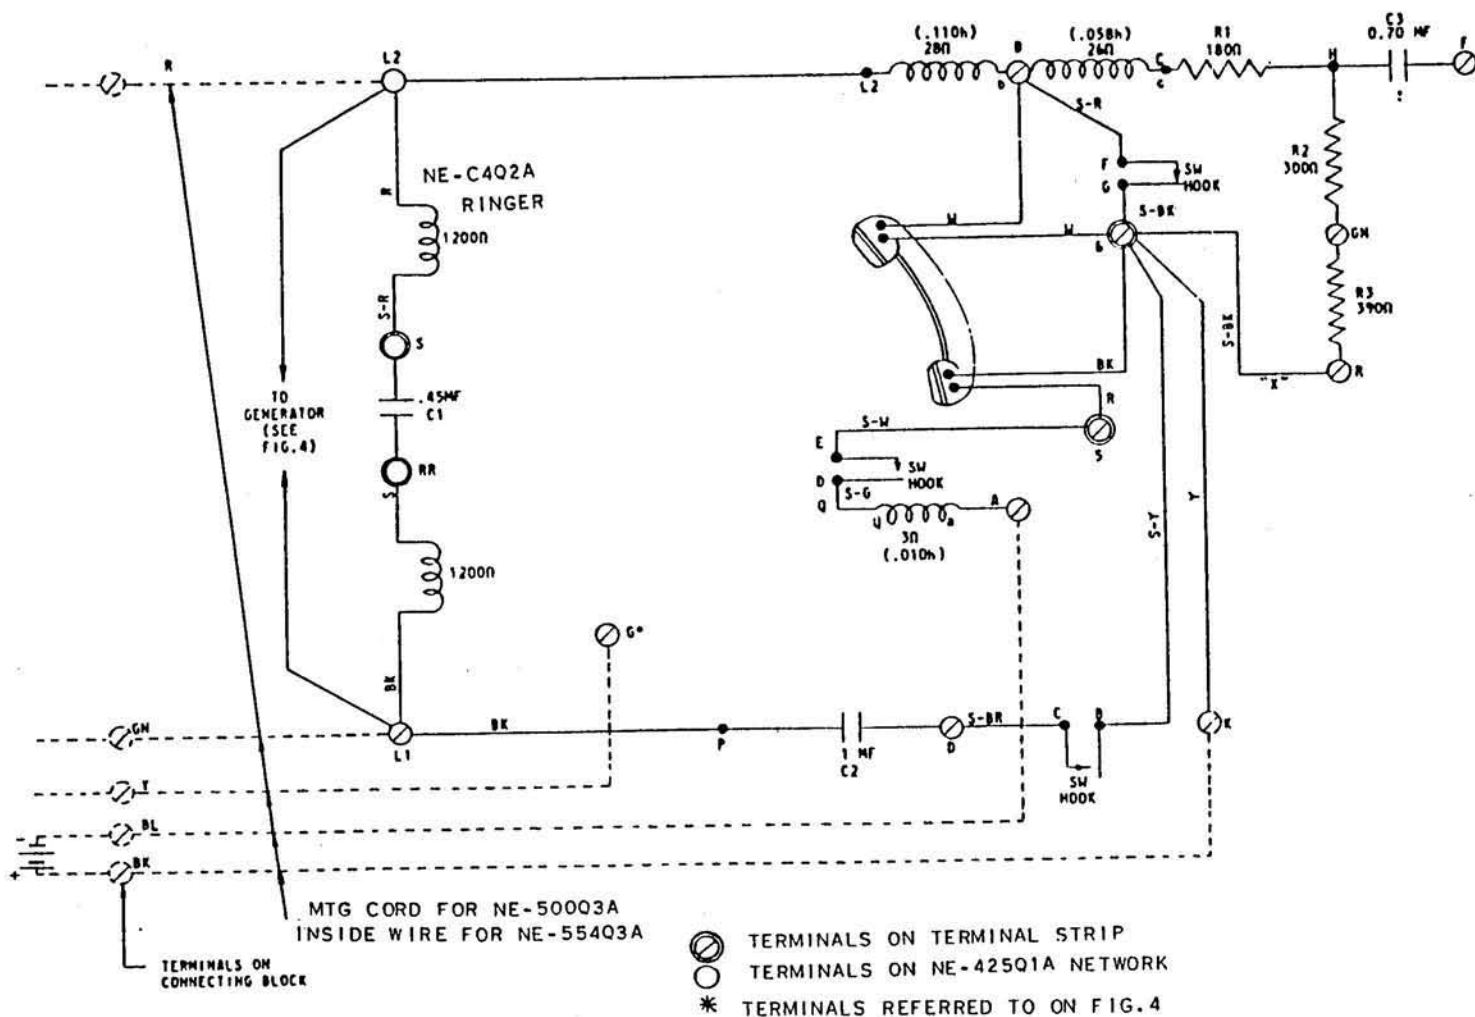 R
L2
(.110h)
28Ω
B
(.058h)
26Ω
R1
180Ω
C3
0.70 MF
F
L2
D
C
G
H
S-R
F
SW
HOOK
G
S-BK
R2
300Ω
NE-C4Q2A
RINGER
R
1200Ω
W
W
6
GN
R3
390Ω
S-R
S
S-BK
BK
"X"
R
.45MF
C1
TO
GENERATOR
(SEE
FIG.4)
R
S-W
S
E
SW
HOOK
RR
S
D
S-G
Q
A
a
3Ω
(.010h)
S-Y
Y
1200Ω
G*
BK
GN
L1
BK
P
1 MF
C2
D
S-BR
C
B
SW
HOOK
K
Y
BL
-
+
BK
MTG CORD FOR NE-500Q3A
INSIDE WIRE FOR NE-554Q3A
TERMINALS ON
CONNECTING BLOCK
TERMINALS ON TERMINAL STRIP
TERMINALS ON NE-425Q1A NETWORK
* TERMINALS REFERRED TO ON FIG.4